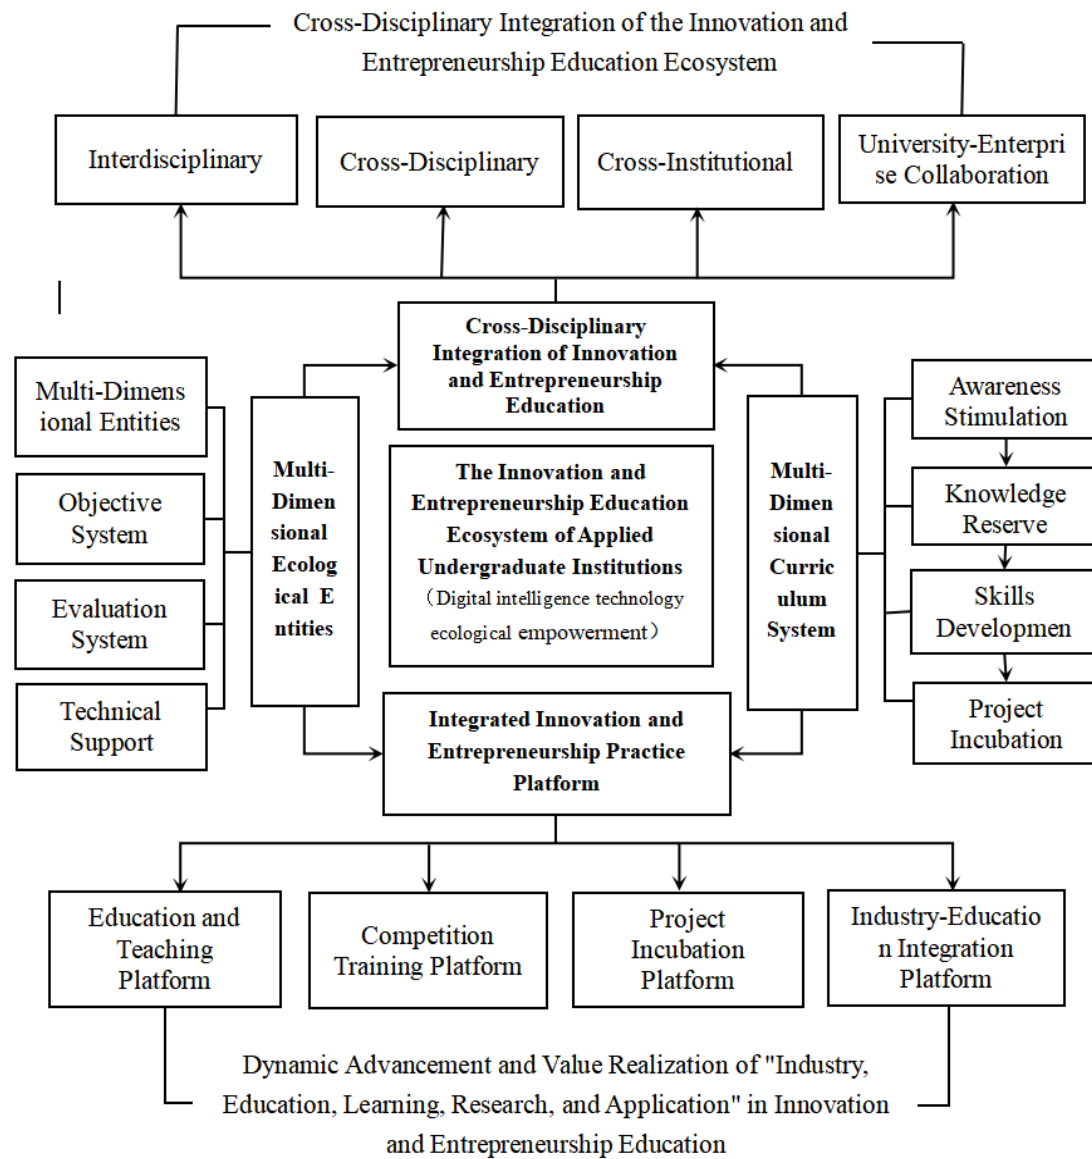 Cross-Disciplinary Integration of the Innovation and
Entrepreneurship Education Ecosystem
Interdisciplinary
Cross-Disciplinary
Cross-Institutional
University-Enterpri
se Collaboration
Cross-Disciplinary
Integration of Innovation
and Entrepreneurship
Education
Multi-Dimens
ional Entities
Objective
System
Evaluation
System
Technical
Support
Multi-
Dimen
sional
Ecolog
ical E
ntities
The Innovation and
Entrepreneurship Education
Ecosystem of Applied
Undergraduate Institutions
（Digital intelligence technology
ecological empowerment）
Multi-
Dimen
sional
Curric
ulum
System
Awareness
Stimulation
Knowledge
Reserve
Skills
Developmen
Project
Incubation
Integrated Innovation and
Entrepreneurship Practice
Platform
Education and
Teaching
Platform
Competition
Training Platform
Project
Incubation
Platform
Industry-Educatio
n Integration
Platform
Dynamic Advancement and Value Realization of "Industry,
Education, Learning, Research, and Application" in Innovation
and Entrepreneurship Education